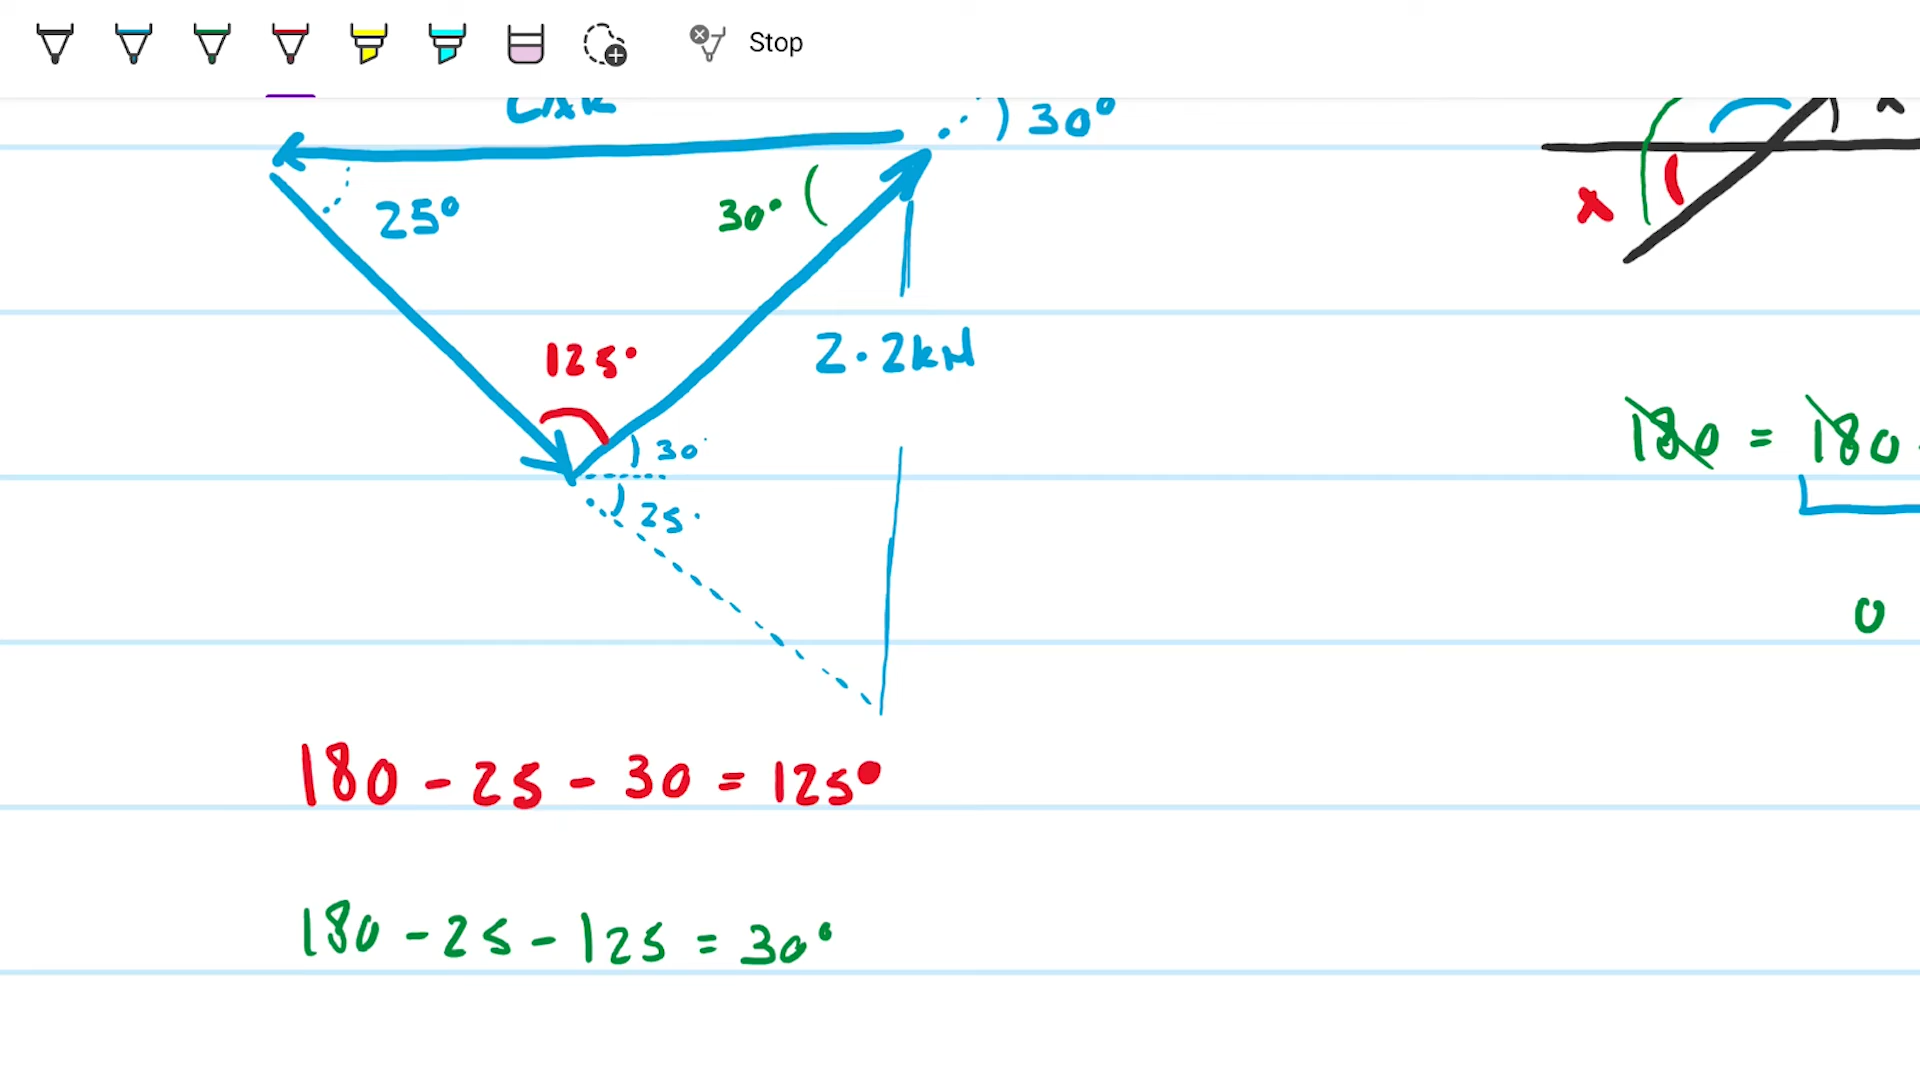 Stop
30°
x
25°
30°
x
125°
2.2kN
30
180 = 180
25
0
180 - 25 - 30 = 125°
180 - 25 - 125 = 30°